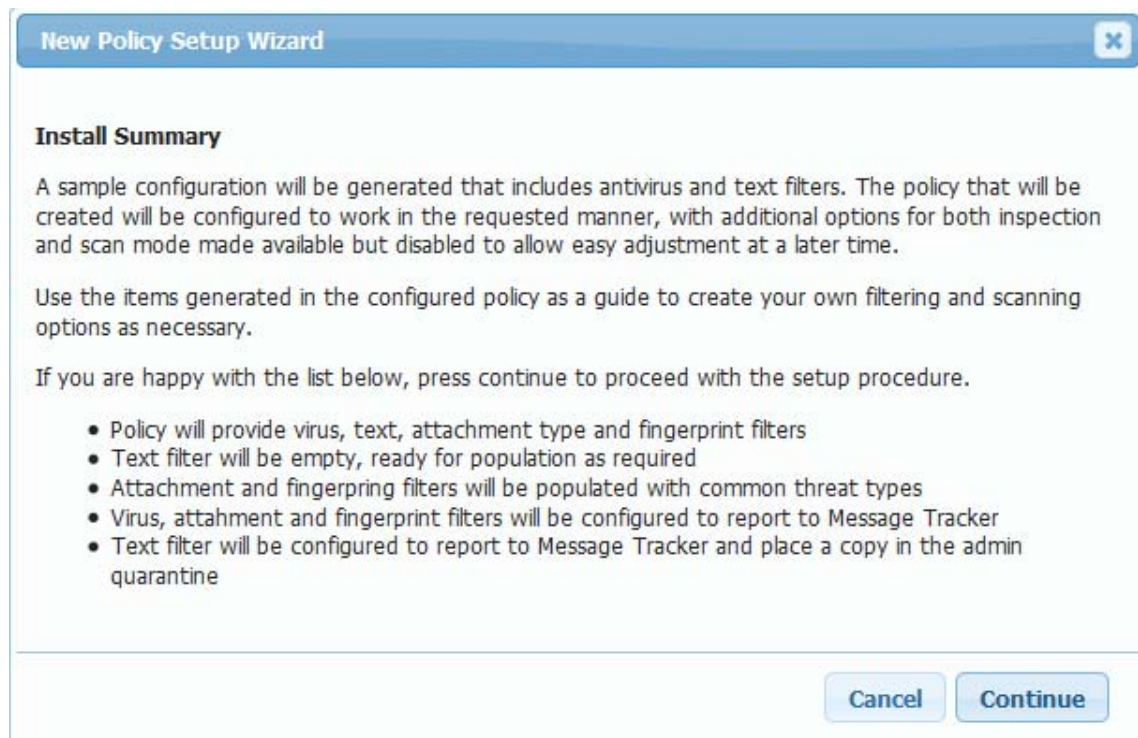 New Policy Setup Wizard
Install Summary
A sample configuration will be generated that includes antivirus and text filters. The policy that will be
created will be configured to work in the requested manner, with additional options for both inspection
and scan mode made available but disabled to allow easy adjustment at a later time.
Use the items generated in the configured policy as a guide to create your own filtering and scanning
options as necessary.
If you are happy with the list below, press continue to proceed with the setup procedure.
• Policy will provide virus, text, attachment type and fingerprint filters
• Text filter will be empty, ready for population as required
• Attachment and fingerpring filters will be populated with common threat types
• Virus, attahment and fingerprint filters will be configured to report to Message Tracker
• Text filter will be configured to report to Message Tracker and place a copy in the admin
quarantine
Cancel
Continue